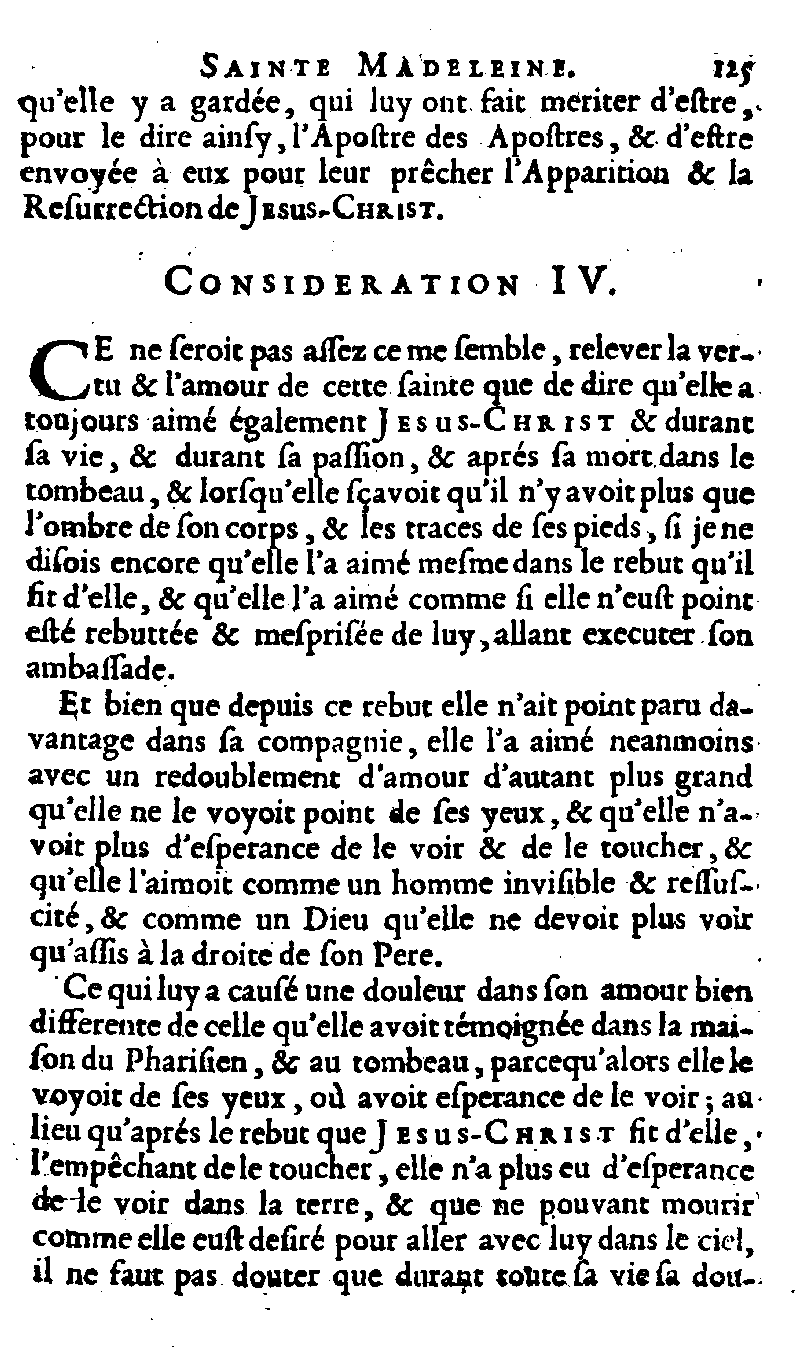 SAINTE MADELEINE. 125
qu'elle y a gardée, qui luy ont fait meriter d'eſtre,
pour le dire ainſy, l'Apoſtre des Apoſtres, & d'eſtre
envoyée à eux pour leur prêcher l'Apparition & la
Reſurrection de JESUS-CHRIST.
CONSIDERATION IV.
CE ne ſeroit pas aſſez ce me ſemble, relever la ver-
tu & l'amour de cette ſainte que de dire qu'elle a
toujours aimé également JESUS-CHRIST & durant
ſa vie, & durant ſa paſſion, & aprés ſa mort dans le
tombeau, & lorſqu'elle ſçavoit qu'il n'y avoit plus que
l'ombre de ſon corps, & les traces de ſes pieds, ſi je ne
diſois encore qu'elle l'a aimé meſme dans le rebut qu'il
fit d'elle, & qu'elle l'a aimé comme ſi elle n'euſt point
eſté rebuttée & meſpriſée de luy, allant executer ſon
ambaſſade.
Et bien que depuis ce rebut elle n'ait point paru da-
vantage dans ſa compagnie, elle l'a aimé neanmoins
avec un redoublement d'amour d'autant plus grand
qu'elle ne le voyoit point de ſes yeux, & qu'elle n'a-
voit plus d'eſperance de le voir & de le toucher, &
qu'elle l'aimoit comme un homme inviſible & reſſuſ-
cité, & comme un Dieu qu'elle ne devoit plus voir
qu'aſſis à la droite de ſon Pere.
Ce qui luy a cauſé une douleur dans ſon amour bien
differente de celle qu'elle avoit témoignée dans la mai-
ſon du Phariſien, & au tombeau, parcequ'alors elle le
voyoit de ſes yeux, où avoit eſperance de le voir; au
lieu qu'aprés le rebut que JESUS-CHRIST fit d'elle,
l'empêchant de le toucher, elle n'a plus eu d'eſperance
de le voir dans la terre, & que ne pouvant mourir
comme elle euſt deſiré pour aller avec luy dans le ciel,
il ne faut pas douter que durant toute ſa vie ſa dou-